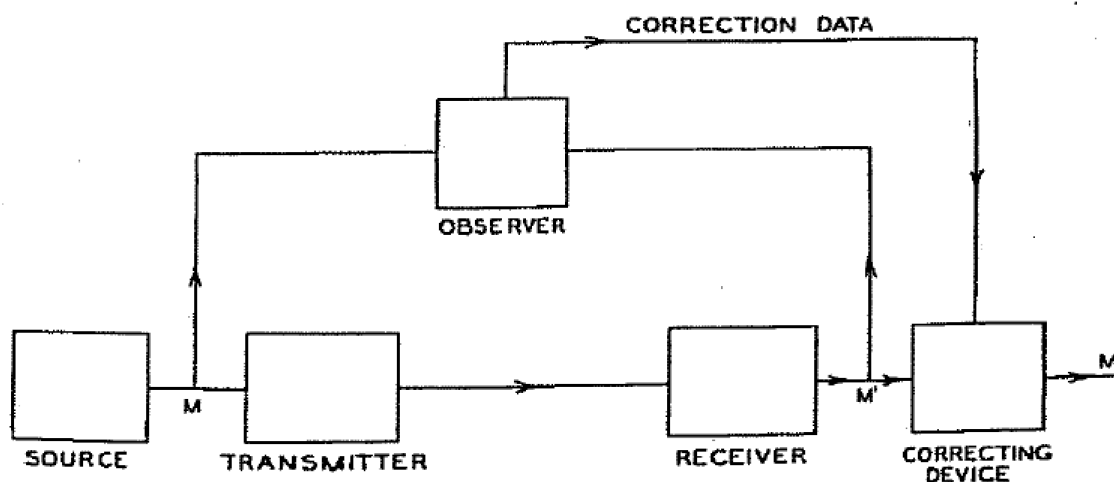 CORRECTION DATA
OBSERVER
M
M'
M
SOURCE
TRANSMITTER
RECEIVER
CORRECTING
DEVICE